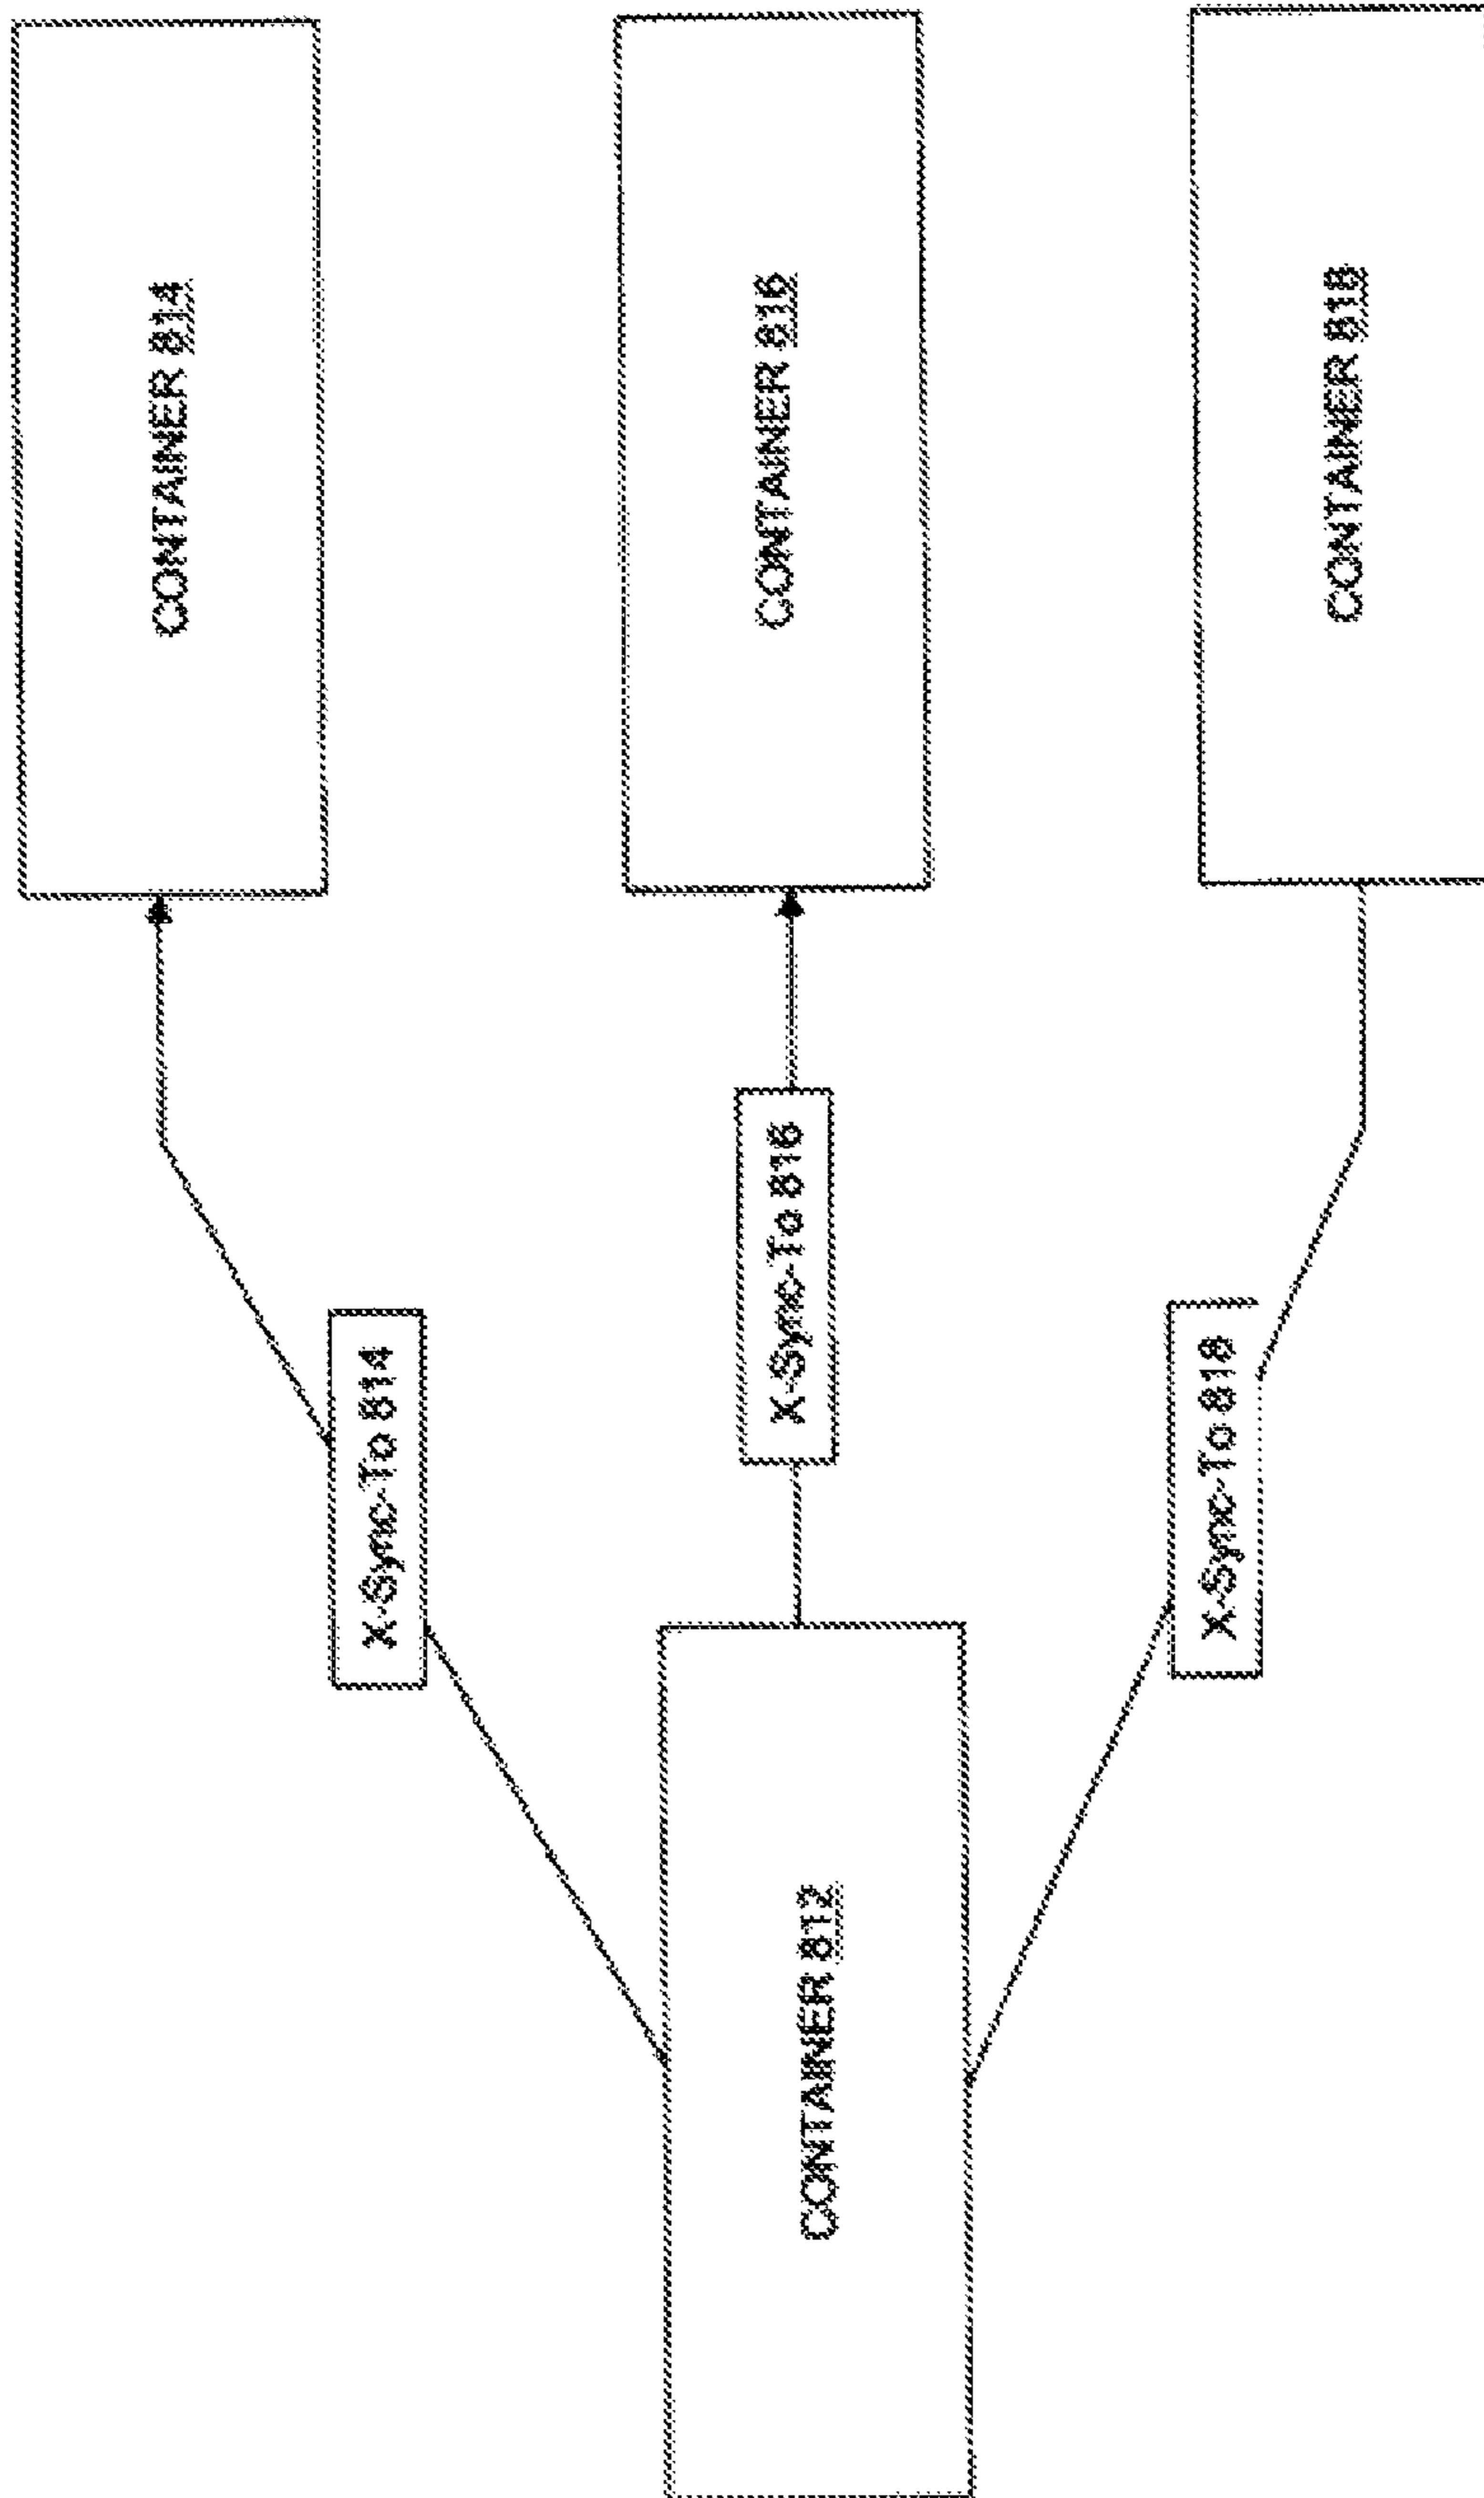 CONTAINER 814
CONTAINER 816
CONTAINER 818
X-Sync-To 814
X-Sync-To 816
X-Sync-To 818
CONTAINER 812